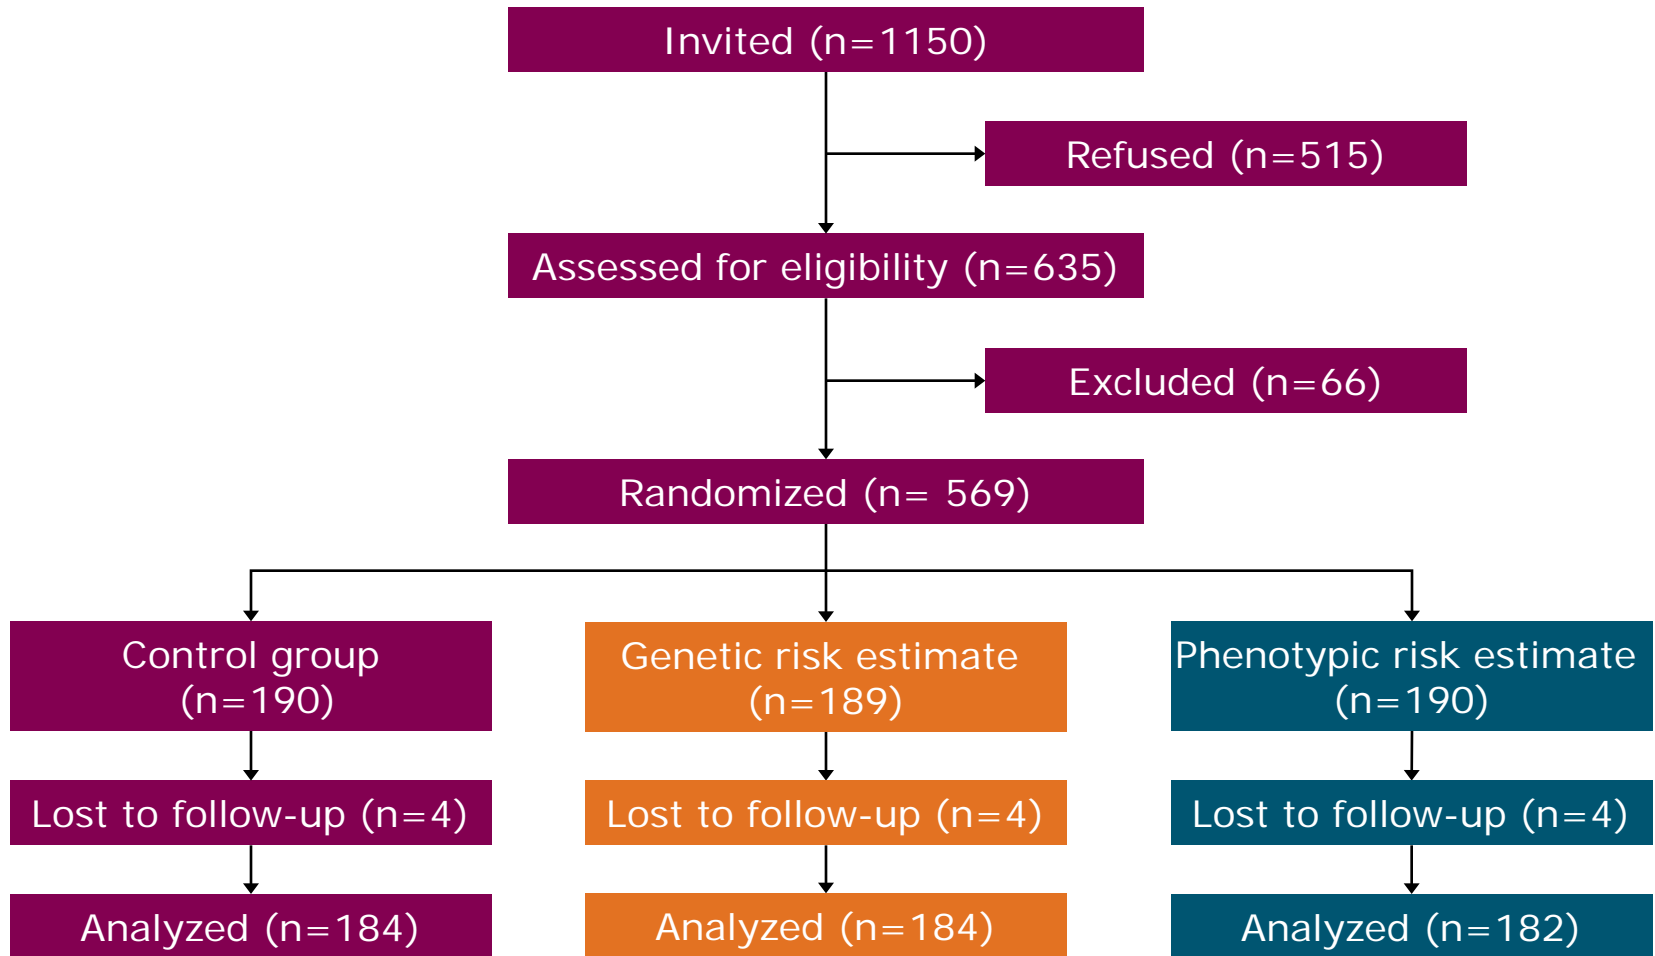 Invited (n=1150)
Refused (n=515)
Assessed for eligibility (n=635)
Excluded (n=66)
Randomized (n= 569)
Control group
(n=190)
Genetic risk estimate
(n=189)
Phenotypic risk estimate
(n=190)
Lost to follow-up (n=4)
Lost to follow-up (n=4)
Lost to follow-up (n=4)
Analyzed (n=184)
Analyzed (n=184)
Analyzed (n=182)